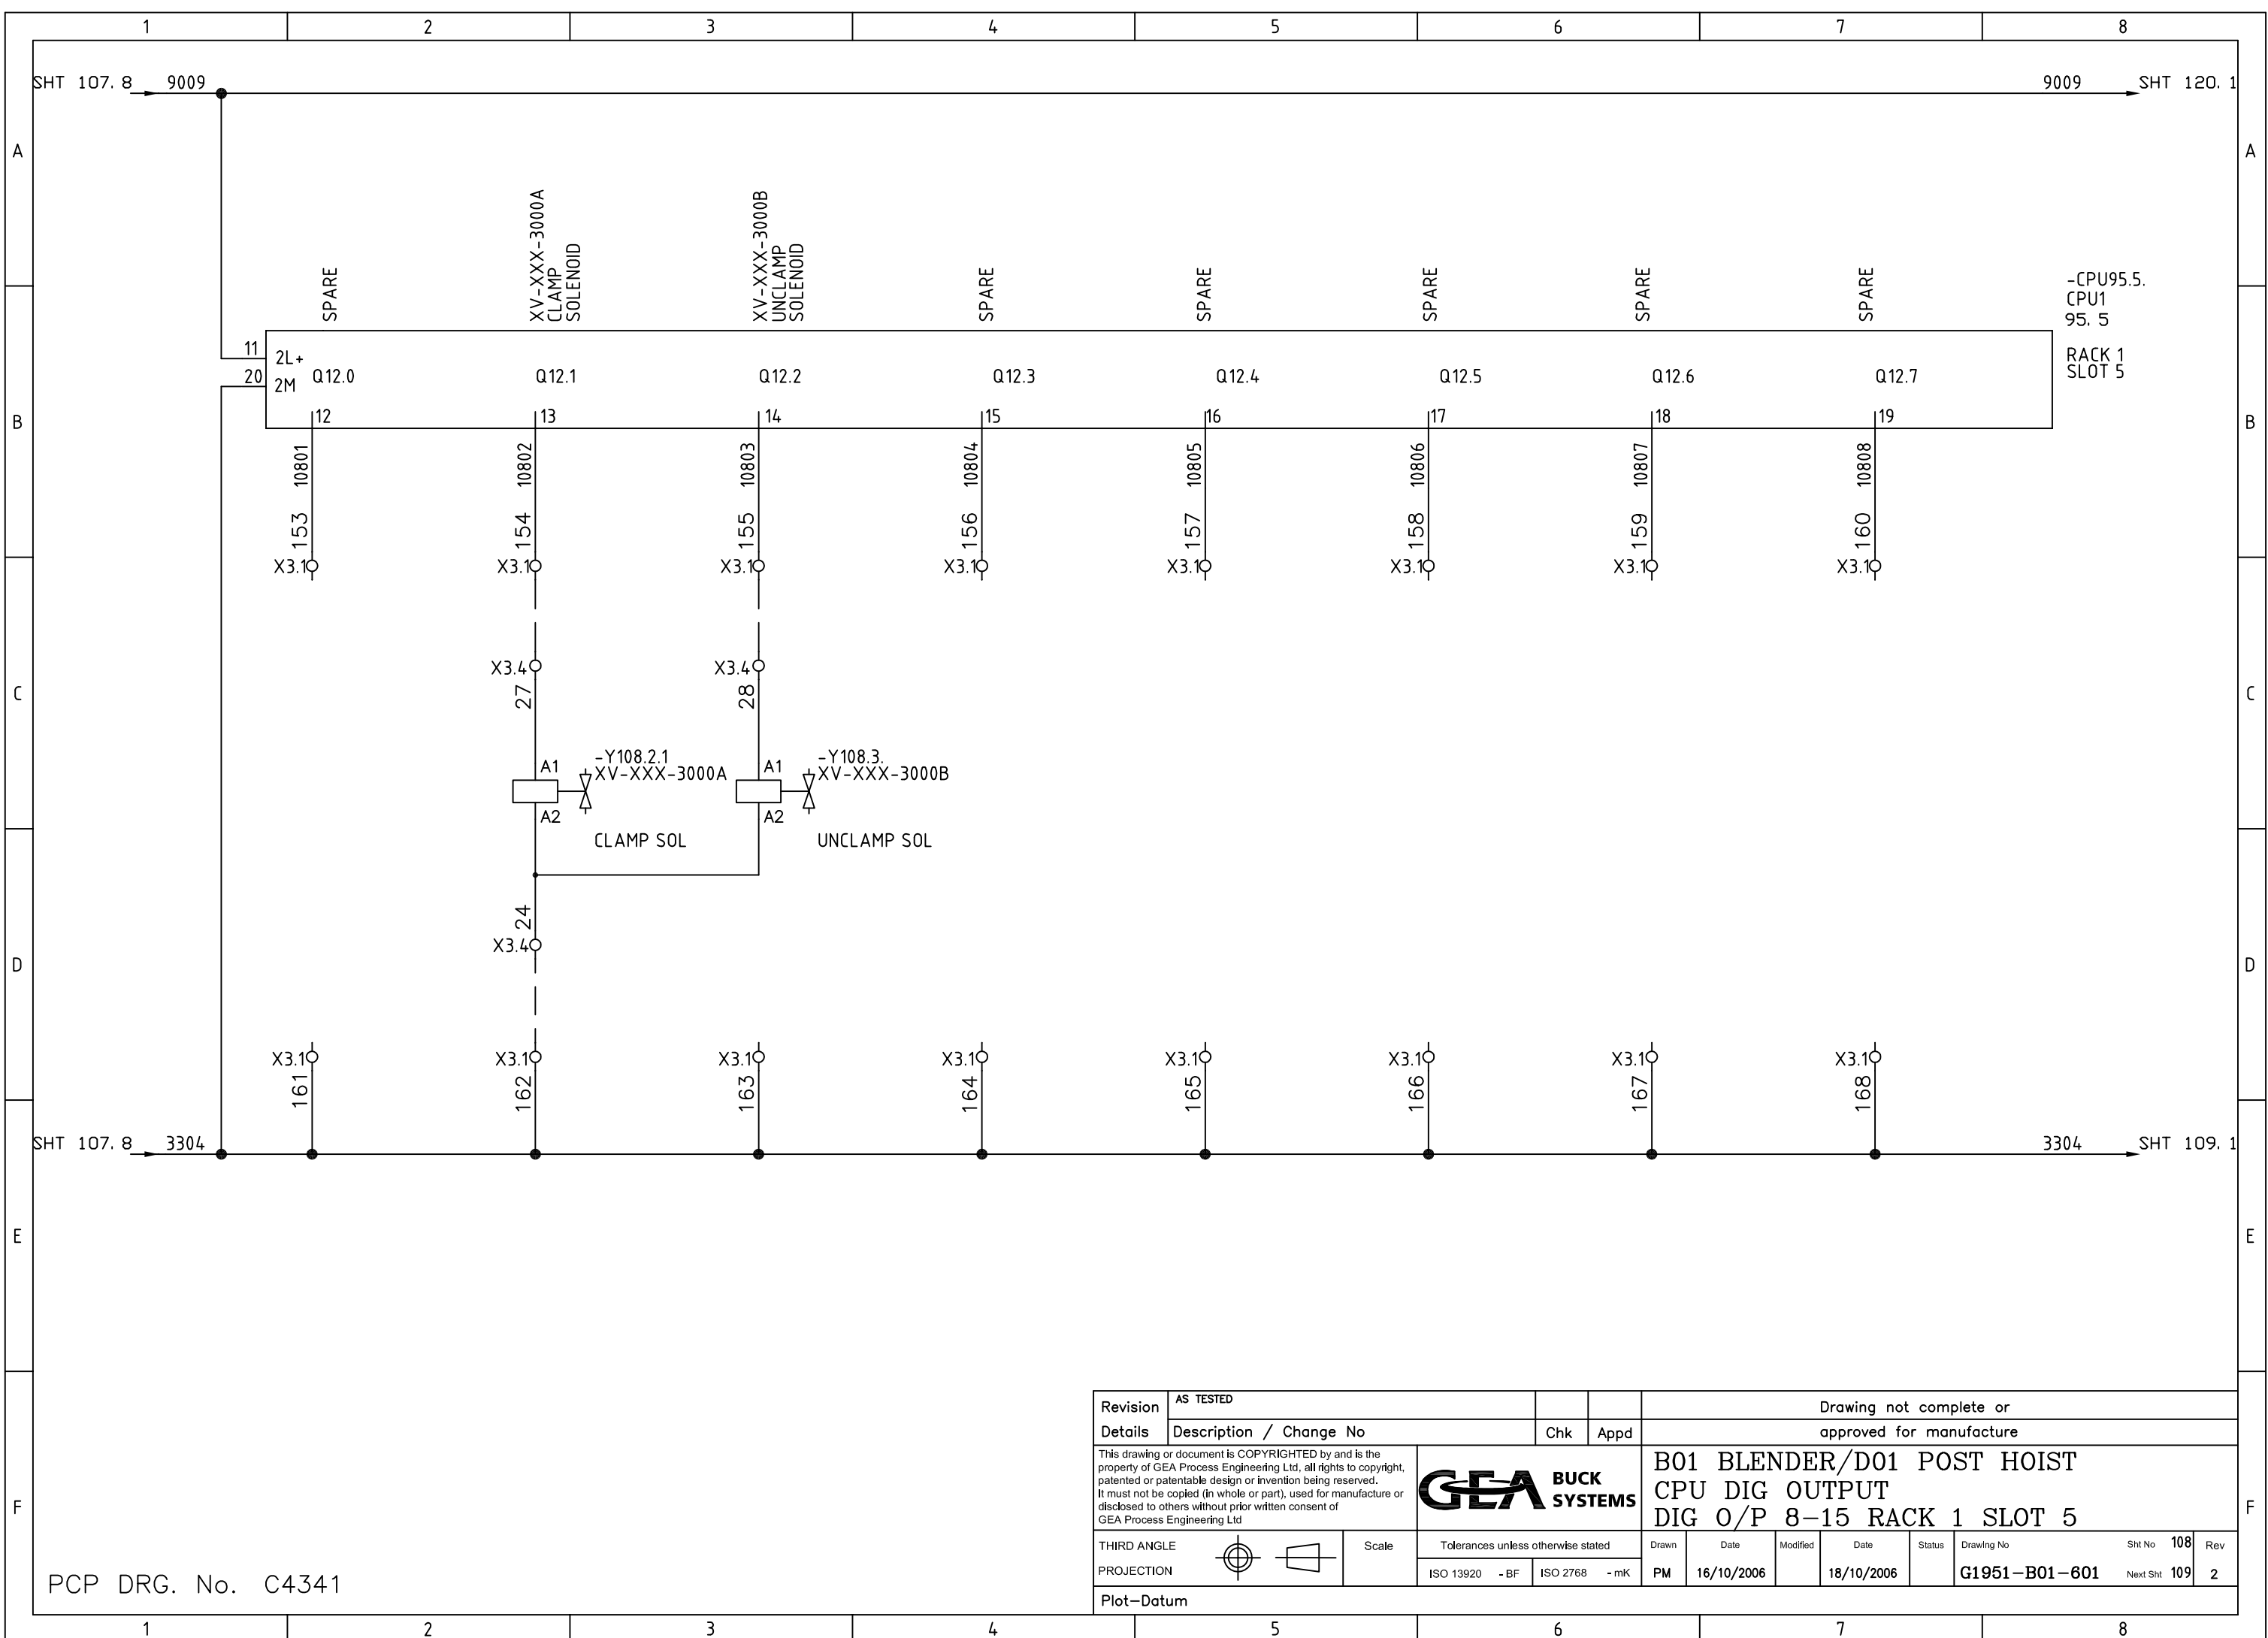 1 2 3 4 5 6 7 8
SHT 107. 8 9009 9009 SHT 120. 1
A A
SPARE
XV-XXX-3000A
CLAMP
SOLENOID
XV-XXX-3000B
UNCLAMP
SOLENOID
SPARE
SPARE
SPARE
SPARE
SPARE
-CPU95.5.
CPU1
95. 5
RACK 1
SLOT 5
11 2L+
20 2M Q12.0 Q12.1 Q12.2 Q12.3 Q12.4 Q12.5 Q12.6 Q12.7
12 13 14 15 16 17 18 19
B B
10801 10802 10803 10804 10805 10806 10807 10808
153 154 155 156 157 158 159 160
X3.1 X3.1 X3.1 X3.1 X3.1 X3.1 X3.1 X3.1
X3.4 X3.4
27 28
C C
A1 -Y108.2.1 A1 -Y108.3.
XV-XXX-3000A XV-XXX-3000B
A2 A2
CLAMP SOL UNCLAMP SOL
24
X3.4
D D
X3.1 X3.1 X3.1 X3.1 X3.1 X3.1 X3.1 X3.1
161 162 163 164 165 166 167 168
SHT 107. 8 3304 3304 SHT 109. 1
E E
Revision AS TESTED Drawing not complete or
Details Description / Change No Chk Appd approved for manufacture
This drawing or document is COPYRIGHTED by and is the
property of GEA Process Engineering Ltd, all rights to copyright,
patented or patentable design or invention being reserved.
It must not be copied (in whole or part), used for manufacture or
disclosed to others without prior written consent of
GEA Process Engineering Ltd
GEA BUCK
SYSTEMS
B01 BLENDER/D01 POST HOIST
CPU DIG OUTPUT
DIG O/P 8-15 RACK 1 SLOT 5
F F
THIRD ANGLE
PROJECTION
Scale
Tolerances unless otherwise stated
ISO 13920 - BF ISO 2768 - mK
Drawn Date Modified Date Status Drawing No Sht No 108 Rev
PM 16/10/2006 18/10/2006 G1951-B01-601 Next Sht 109 2
Plot-Datum
PCP DRG. No. C4341
1 2 3 4 5 6 7 8